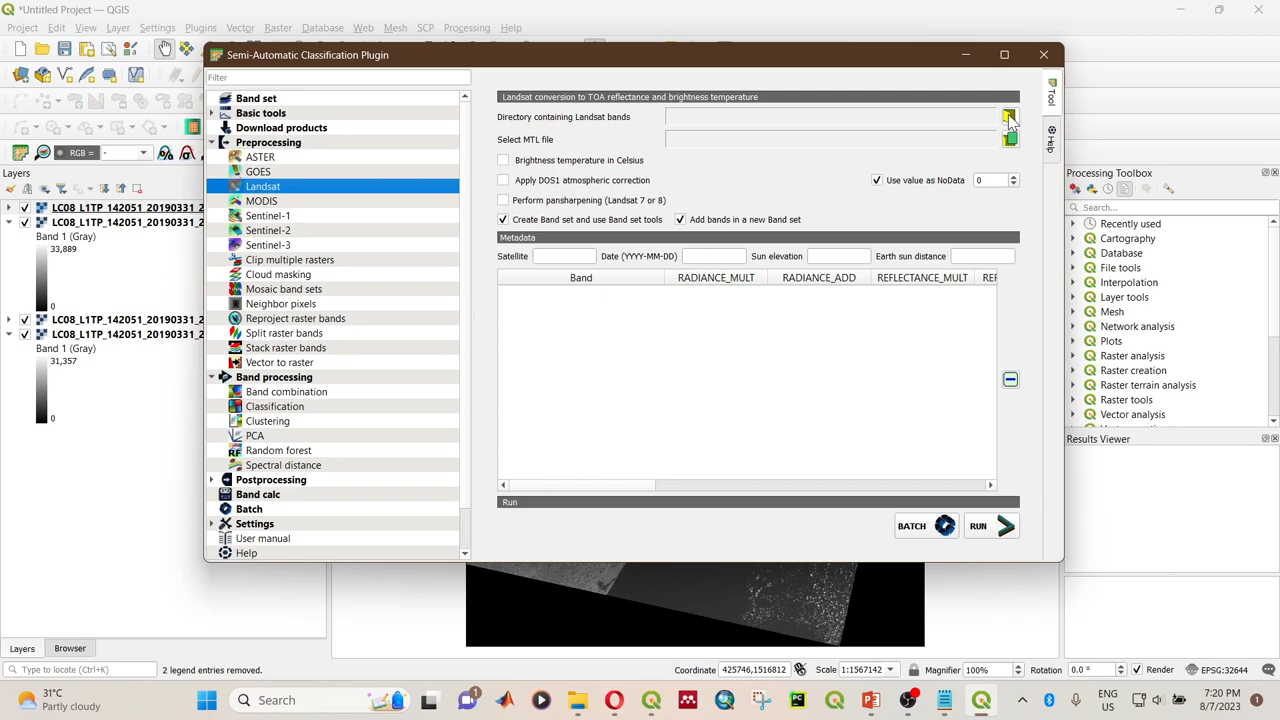 *Untitled Project — QGIS
Project Edit View Layer Settings Plugins Vector Raster Database Web Mesh SCP Processing Help
Semi-Automatic Classification Plugin
Filter
Band set
Basic tools
Download products
Preprocessing
ASTER
GOES
Landsat
MODIS
Sentinel-1
Sentinel-2
Sentinel-3
Clip multiple rasters
Cloud masking
Mosaic band sets
Neighbor pixels
Reproject raster bands
Split raster bands
Stack raster bands
Vector to raster
Band processing
Band combination
Classification
Clustering
PCA
Random forest
Spectral distance
Postprocessing
Band calc
Batch
Settings
User manual
Help
Landsat conversion to TOA reflectance and brightness temperature
Directory containing Landsat bands
Select MTL file
Brightness temperature in Celsius
Apply DOS1 atmospheric correction
Use value as NoData 0
Perform pansharpening (Landsat 7 or 8)
Create Band set and use Band set tools Add bands in a new Band set
Metadata
Satellite Date (YYYY-MM-DD) Sun elevation Earth sun distance
Band RADIANCE_MULT RADIANCE_ADD REFLECTANCE_MULT REF
Run
BATCH RUN
Tool
Help
RGB = -
Layers
LC08_L1TP_142051_20190331_2
LC08_L1TP_142051_20190331_2
Band 1 (Gray)
33,889
0
LC08_L1TP_142051_20190331_2
LC08_L1TP_142051_20190331_2
Band 1 (Gray)
31,357
0
Processing Toolbox
Search...
Recently used
Cartography
Database
File tools
Interpolation
Layer tools
Mesh
Network analysis
Plots
Raster analysis
Raster creation
Raster terrain analysis
Raster tools
Vector analysis
Results Viewer
Layers Browser
Type to locate (Ctrl+K) 2 legend entries removed. Coordinate 425746,1516812 Scale 1:1567142 Magnifier 100% Rotation 0.0 ° Render EPSG:32644
31°C
Partly cloudy
Search
1
PC
ENG
US
7:20 PM
8/7/2023
1